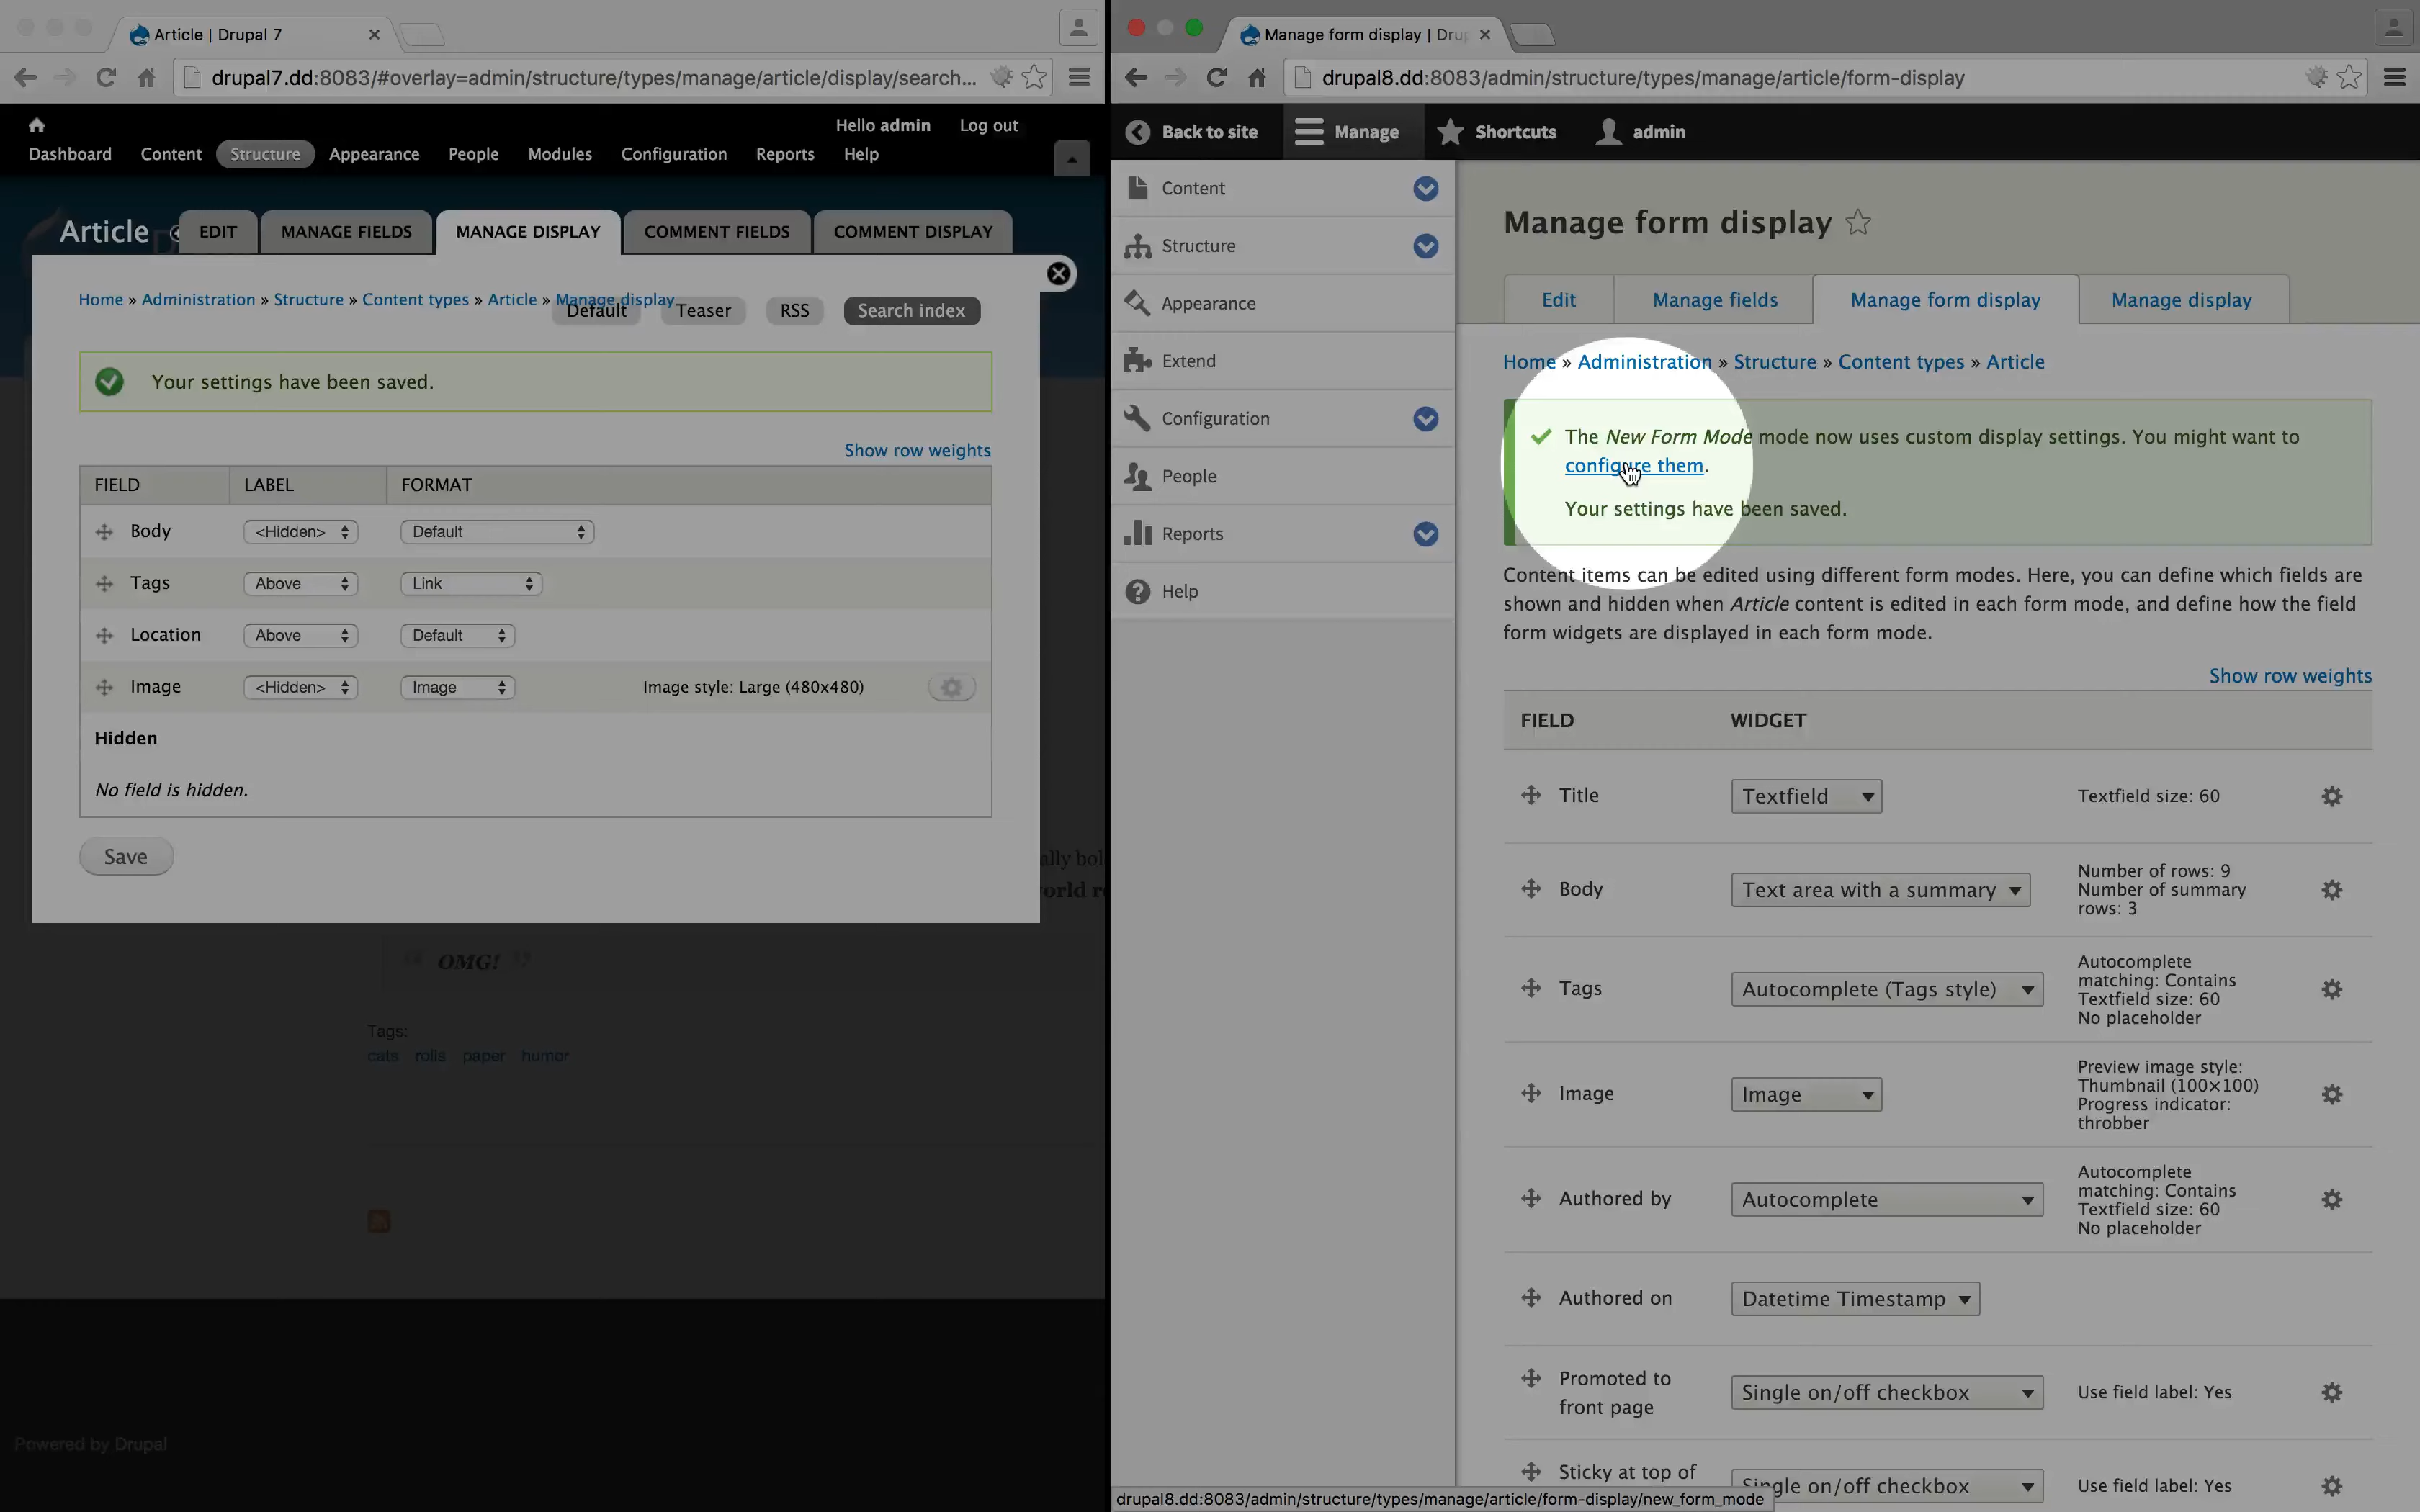 Article | Drupal 7
drupal7.dd:8083/#overlay=admin/structure/types/manage/article/display/search...
Hello admin Log out
Dashboard Content Structure Appearance People Modules Configuration Reports Help
Article
EDIT MANAGE FIELDS MANAGE DISPLAY COMMENT FIELDS COMMENT DISPLAY
Home » Administration » Structure » Content types » Article » Manage display
Default Teaser RSS Search index
Your settings have been saved.
Show row weights
FIELD LABEL FORMAT
Body <Hidden> Default
Tags Above Link
Location Above Default
Image <Hidden> Image Image style: Large (480x480)
Hidden
No field is hidden.
Save
OMG!
Tags:
cats rolls paper humor
Powered by Drupal
Manage form display | Dru
drupal8.dd:8083/admin/structure/types/manage/article/form-display
Back to site Manage Shortcuts admin
Content
Structure
Appearance
Extend
Configuration
People
Reports
Help
Manage form display
Edit Manage fields Manage form display Manage display
Home » Administration » Structure » Content types » Article
The New Form Mode mode now uses custom display settings. You might want to
configure them.
Your settings have been saved.
Content items can be edited using different form modes. Here, you can define which fields are
shown and hidden when Article content is edited in each form mode, and define how the field
form widgets are displayed in each form mode.
Show row weights
FIELD WIDGET
Title Textfield Textfield size: 60
Body Text area with a summary Number of rows: 9
Number of summary
rows: 3
Tags Autocomplete (Tags style) Autocomplete
matching: Contains
Textfield size: 60
No placeholder
Image Image Preview image style:
Thumbnail (100×100)
Progress indicator:
throbber
Authored by Autocomplete Autocomplete
matching: Contains
Textfield size: 60
No placeholder
Authored on Datetime Timestamp
Promoted to
front page Single on/off checkbox Use field label: Yes
Sticky at top of Single on/off checkbox Use field label: Yes
drupal8.dd:8083/admin/structure/types/manage/article/form-display/new_form_mode